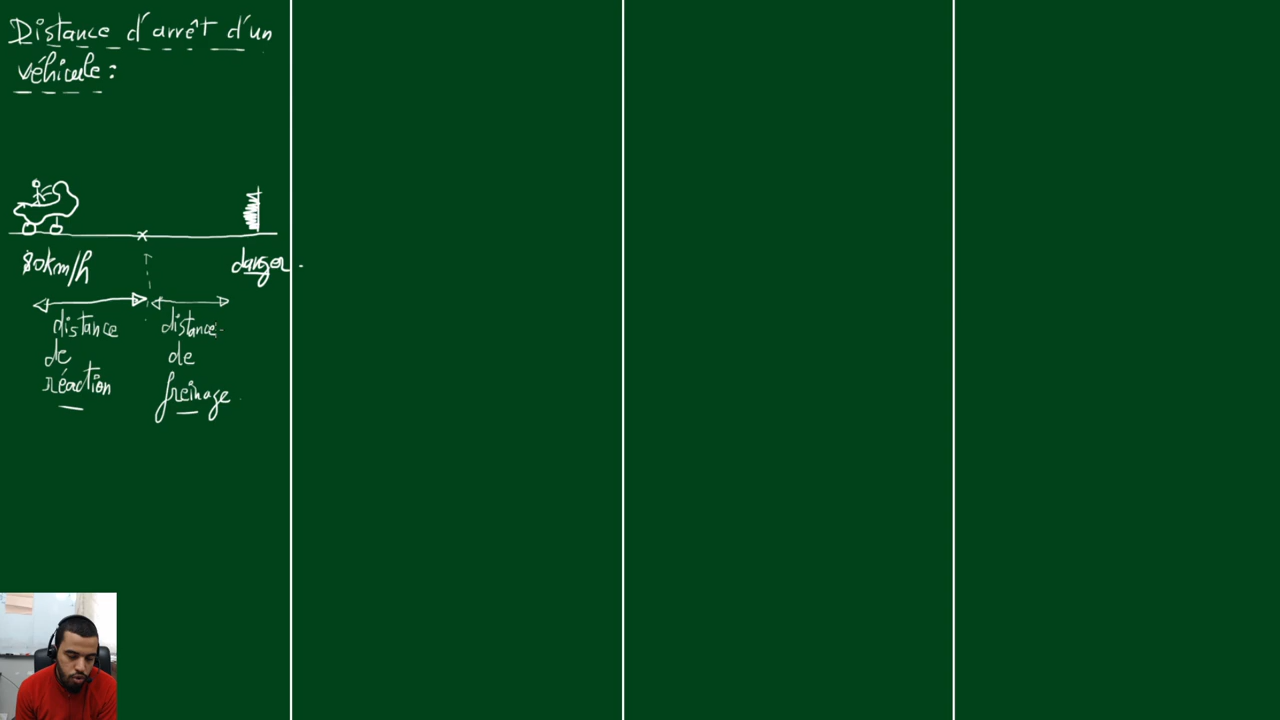 Distance d'arrêt d'un
véhicule :
80km/h
danger.
distance
de
réaction
distance
de
freinage.